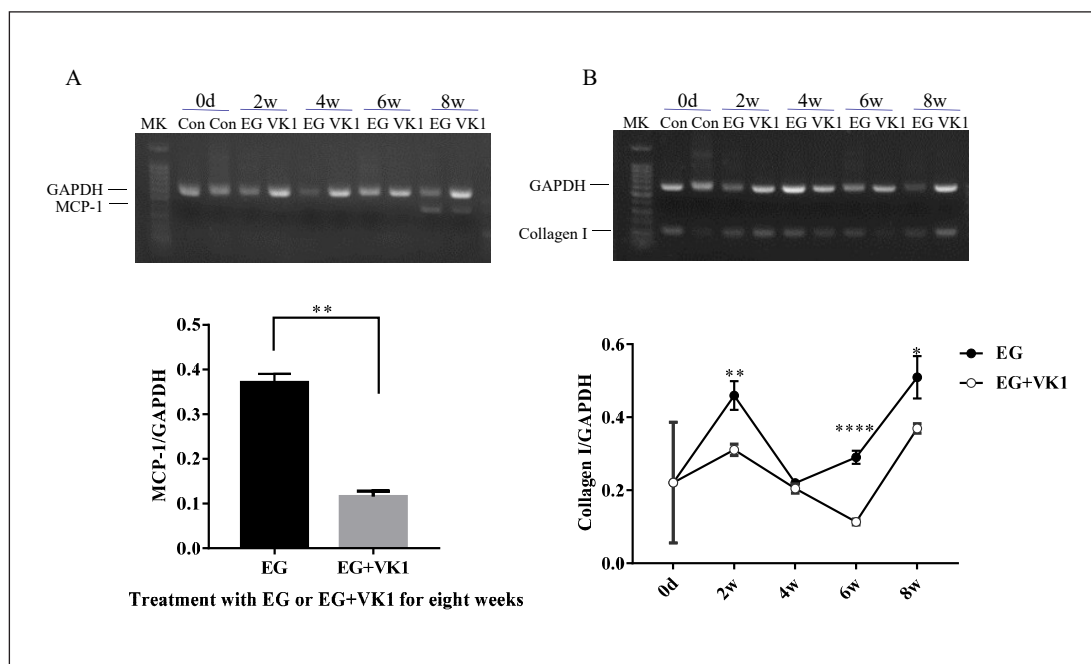 A
0d 2w 4w 6w 8w
MK Con Con EG VK1 EG VK1 EG VK1 EG VK1
GAPDH
MCP-1
**
0.5
0.4
0.3
0.2
0.1
0.0
MCP-1/GAPDH
EG EG+VK1
Treatment with EG or EG+VK1 for eight weeks
B
0d 2w 4w 6w 8w
MK Con Con EG VK1 EG VK1 EG VK1 EG VK1
GAPDH
Collagen I
0.6
0.4
0.2
0.0
Collagen I/GAPDH
**
****
*
EG
EG+VK1
0d 2w 4w 6w 8w